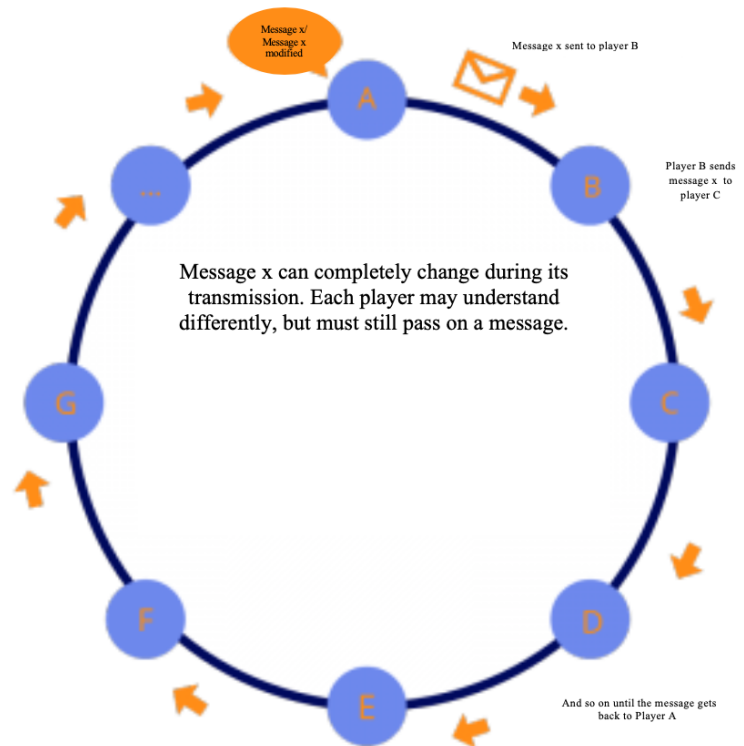 Message x/
Message x
modified
A
Message x sent to player B
B
Player B sends
message x to
player C
...
Message x can completely change during its
transmission. Each player may understand
differently, but must still pass on a message.
G
C
F
D
E
And so on until the message gets
back to Player A